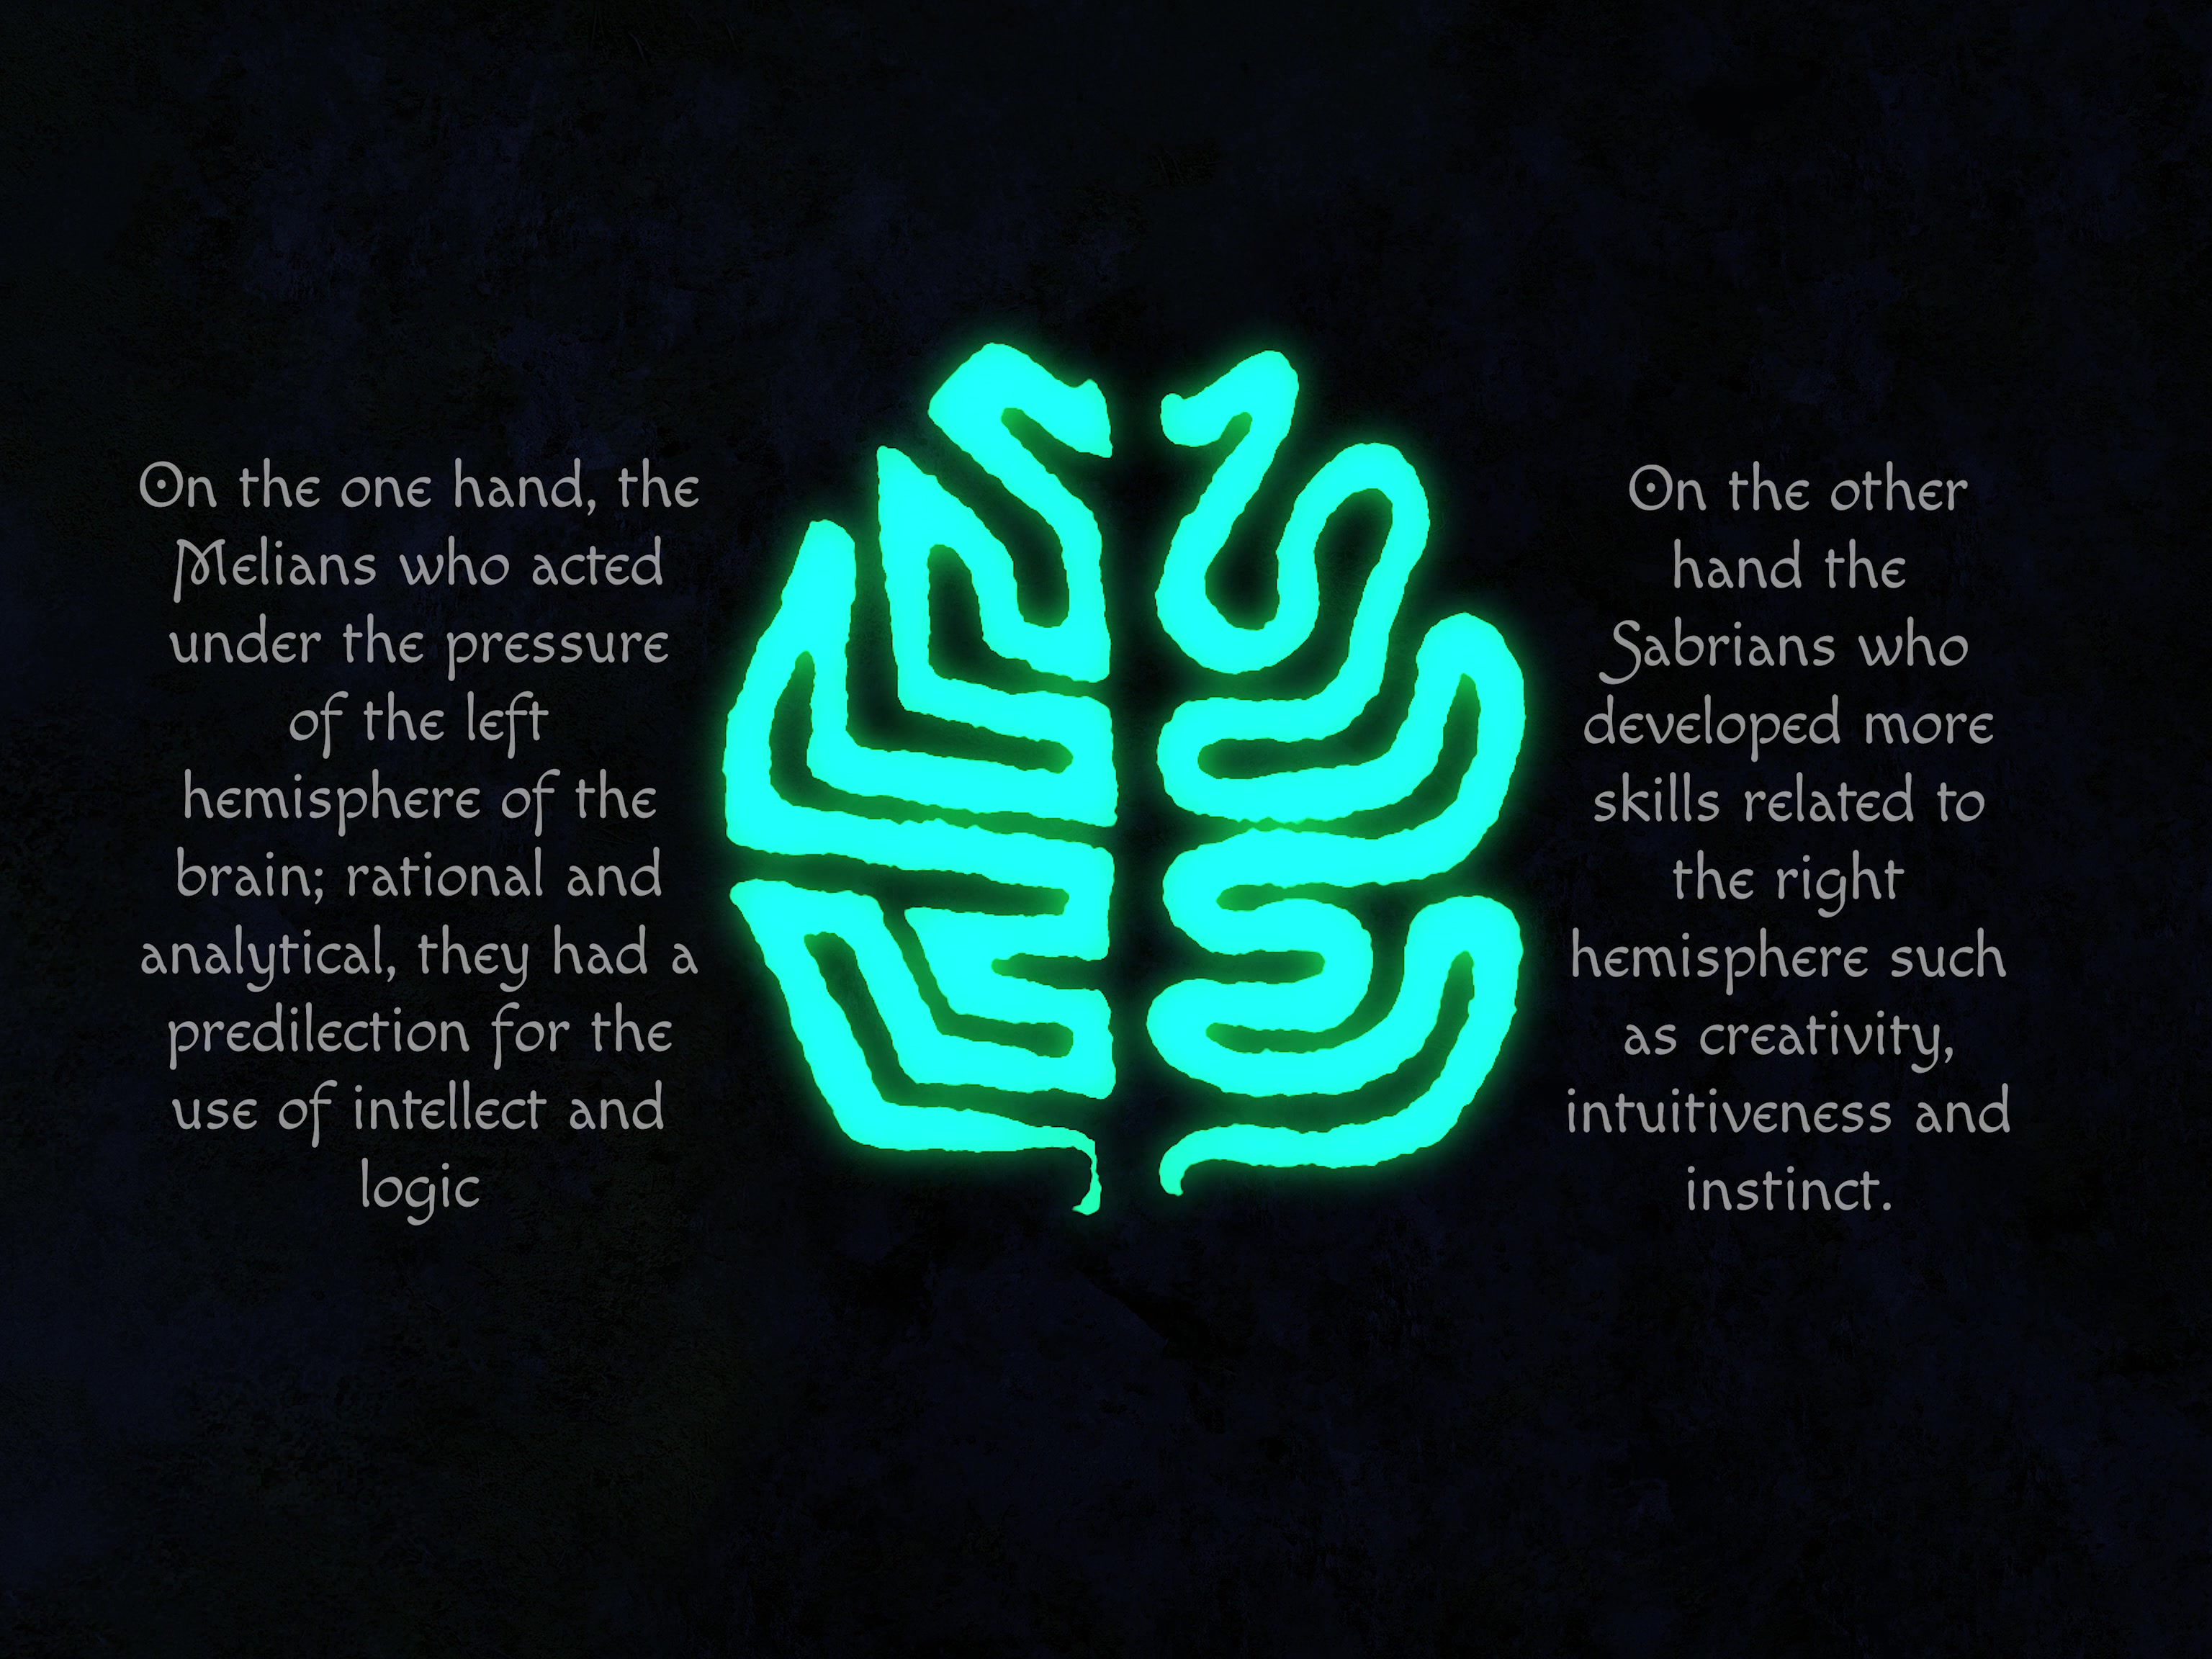 On the one hand, the
Melians who acted
under the pressure
of the left
hemisphere of the
brain; rational and
analytical, they had a
predilection for the
use of intellect and
logic
On the other
hand the
Sabrians who
developed more
skills related to
the right
hemisphere such
as creativity,
intuitiveness and
instinct.